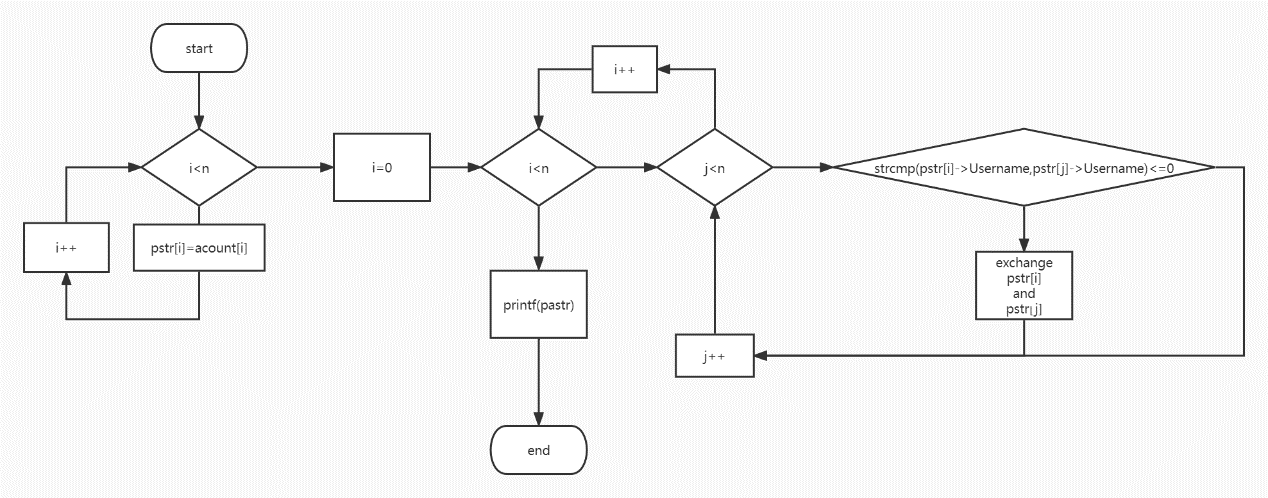 start
i<n
pstr[i]=acount[i]
i++
i=0
i<n
i++
j<n
strcmp(pstr[i]->Username,pstr[j]->Username)<=0
exchange
pstr[i]
and
pstr[j]
j++
printf(pastr)
end